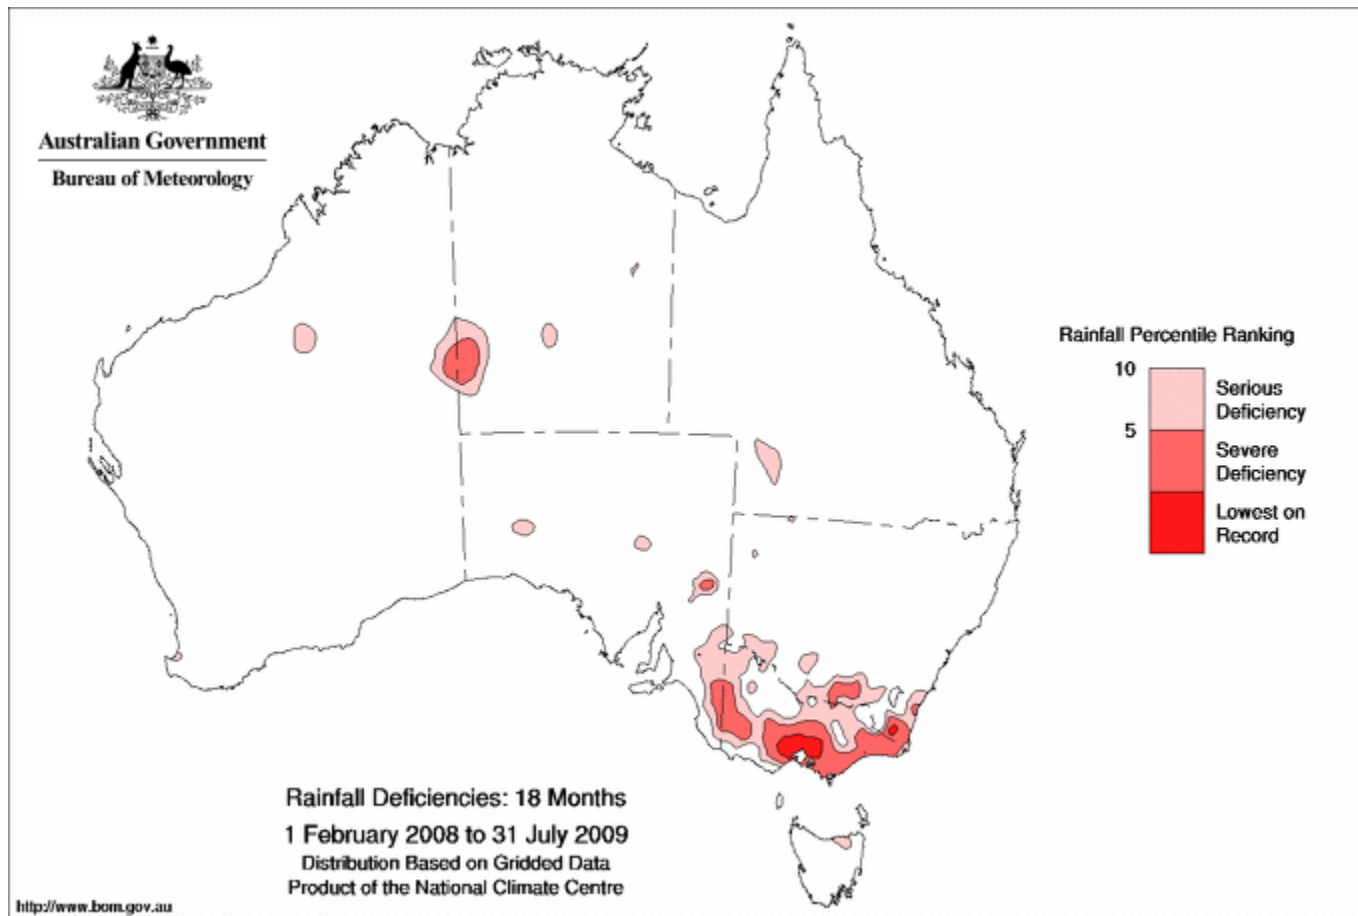 Australian Government
Bureau of Meteorology
Rainfall Percentile Ranking
10
Serious
Deficiency
5
Severe
Deficiency
Lowest on
Record
Rainfall Deficiencies: 18 Months
1 February 2008 to 31 July 2009
Distribution Based on Gridded Data
Product of the National Climate Centre
http://www.bom.gov.au